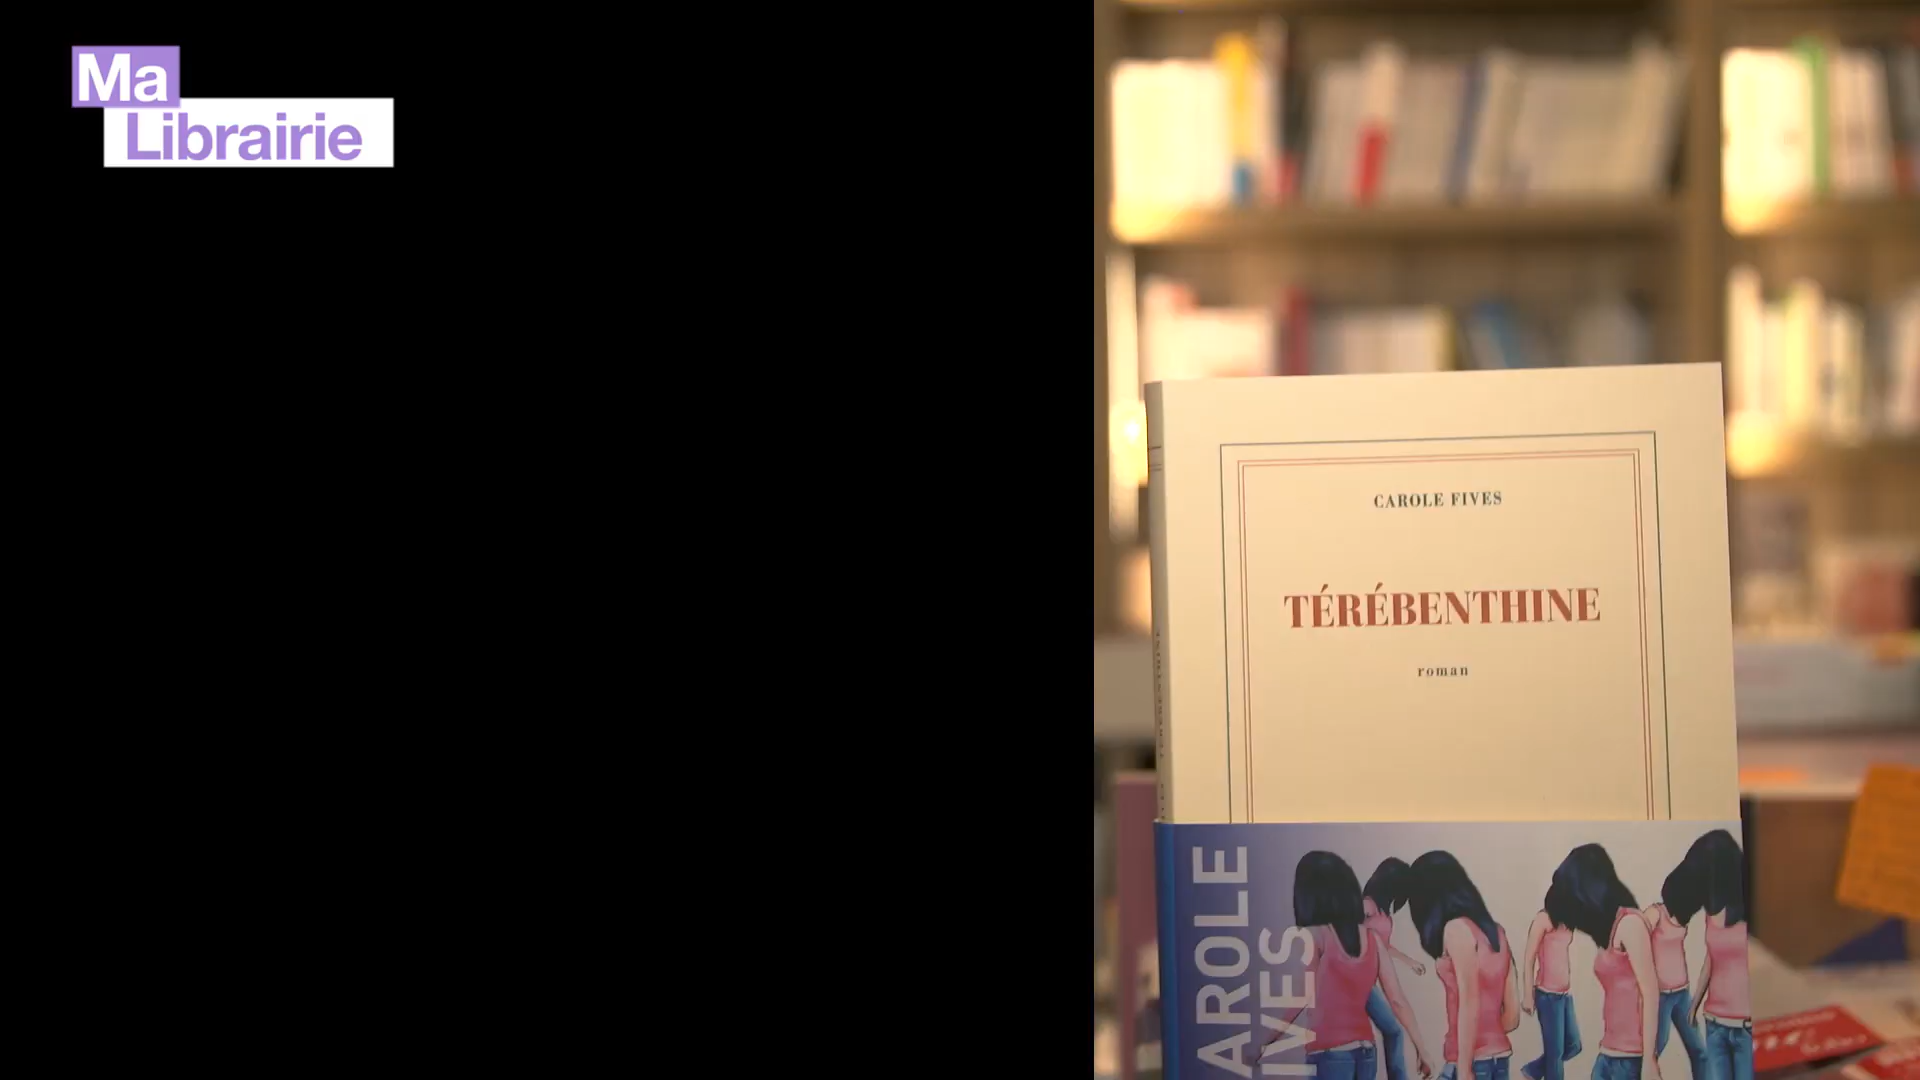 Ma
Librairie
CAROLE FIVES
TÉRÉBENTHINE
roman
AROLE
IVES